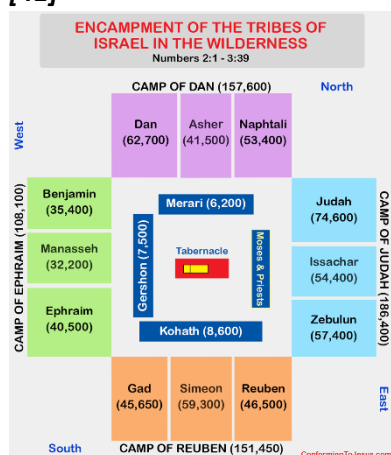 ENCAMPMENT OF THE TRIBES OF
ISRAEL IN THE WILDERNESS
Numbers 2:1 - 3:39
CAMP OF DAN (157,600)
North
West
Dan
(62,700)
Asher
(41,500)
Naphtali
(53,400)
CAMP OF EPHRAIM (108,100)
Benjamin
(35,400)
Manasseh
(32,200)
Ephraim
(40,500)
Merari (6,200)
Gershon (7,500)
Tabernacle
Moses & Priests
Kohath (8,600)
Judah
(74,600)
Issachar
(54,400)
Zebulun
(57,400)
CAMP OF JUDAH (186,400)
Gad
(45,650)
Simeon
(59,300)
Reuben
(46,500)
East
South
CAMP OF REUBEN (151,450)